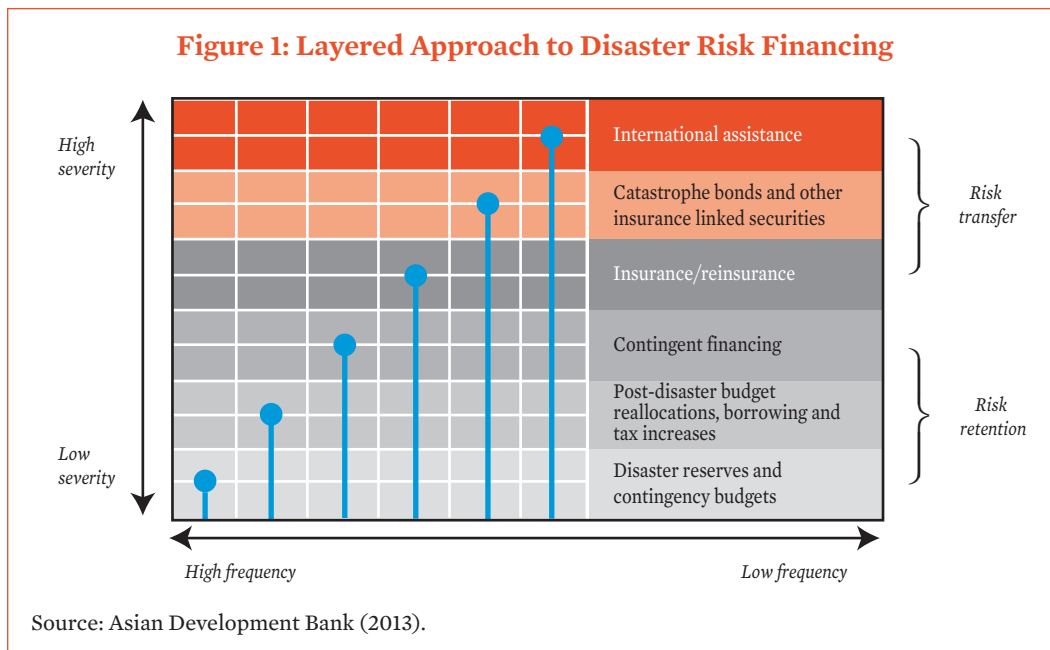 Figure 1: Layered Approach to Disaster Risk Financing
High
severity
International assistance
Catastrophe bonds and other
insurance linked securities
Risk
transfer
Insurance/reinsurance
Contingent financing
Post-disaster budget
reallocations, borrowing and
tax increases
Risk
retention
Low
severity
Disaster reserves and
contingency budgets
High frequency
Low frequency
Source: Asian Development Bank (2013).